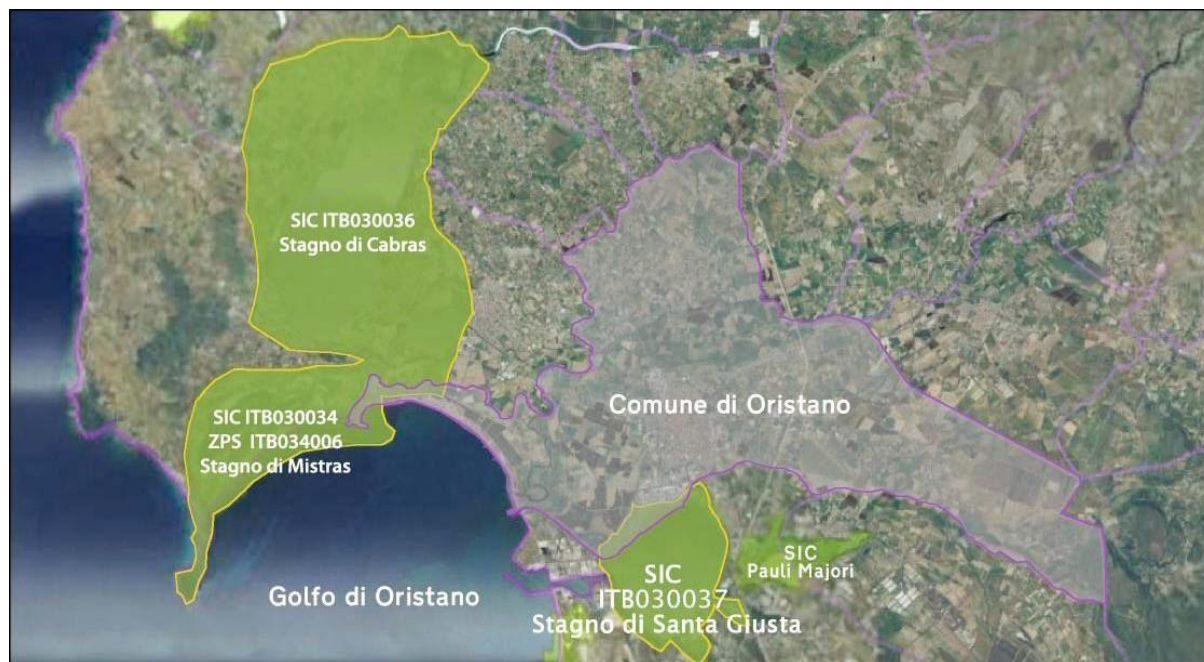 SIC ITB030036
Stagno di Cabras
SIC ITB030034
ZPS ITB034006
Stagno di Mistras
Comune di Oristano
SIC
Pauli Majori
SIC
ITB030037
Stagno di Santa Giusta
Golfo di Oristano